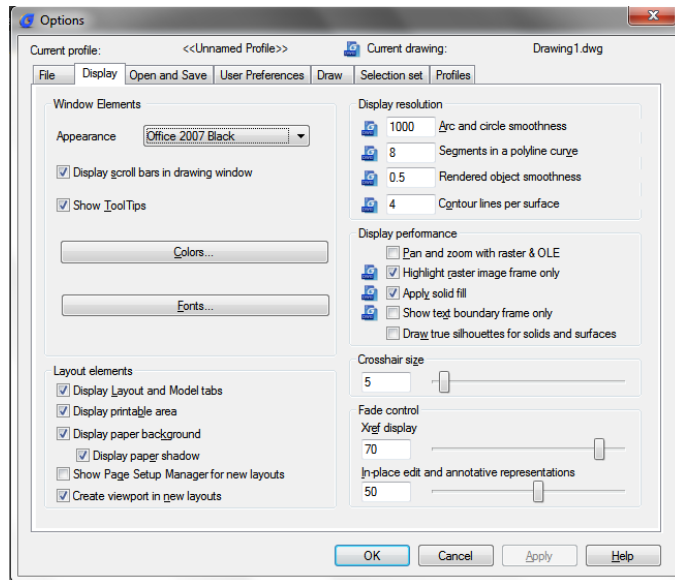 Options
Current profile: <<Unnamed Profile>> Current drawing: Drawing1.dwg
File Display Open and Save User Preferences Draw Selection set Profiles
Window Elements
Appearance Office 2007 Black
Display scroll bars in drawing window
Show ToolTips
Colors...
Fonts...
Layout elements
Display Layout and Model tabs
Display printable area
Display paper background
Display paper shadow
Show Page Setup Manager for new layouts
Create viewport in new layouts
Display resolution
1000 Arc and circle smoothness
8 Segments in a polyline curve
0.5 Rendered object smoothness
4 Contour lines per surface
Display performance
Pan and zoom with raster & OLE
Highlight raster image frame only
Apply solid fill
Show text boundary frame only
Draw true silhouettes for solids and surfaces
Crosshair size
5
Fade control
Xref display
70
In-place edit and annotative representations
50
OK Cancel Apply Help